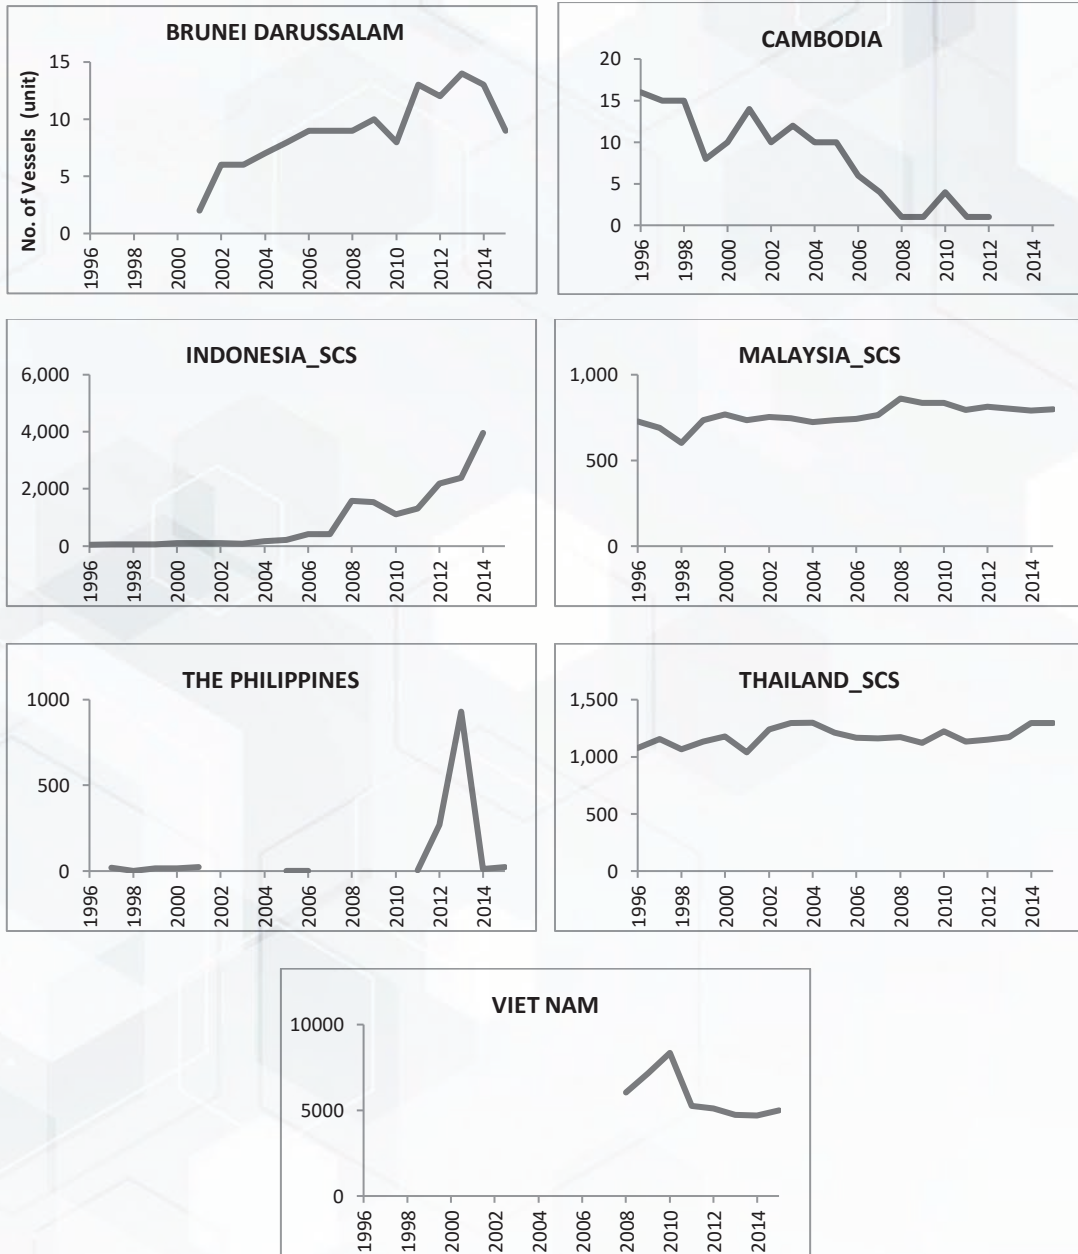 BRUNEI DARUSSALAM
No. of Vessels (unit)
15
10
5
0
1996 1998 2000 2002 2004 2006 2008 2010 2012 2014
CAMBODIA
20
15
10
5
0
1996 1998 2000 2002 2004 2006 2008 2010 2012 2014
INDONESIA_SCS
6,000
4,000
2,000
0
1996 1998 2000 2002 2004 2006 2008 2010 2012 2014
MALAYSIA_SCS
1,000
500
0
1996 1998 2000 2002 2004 2006 2008 2010 2012 2014
THE PHILIPPINES
1000
500
0
1996 1998 2000 2002 2004 2006 2008 2010 2012 2014
THAILAND_SCS
1,500
1,000
500
0
1996 1998 2000 2002 2004 2006 2008 2010 2012 2014
VIET NAM
10000
5000
0
1996 1998 2000 2002 2004 2006 2008 2010 2012 2014